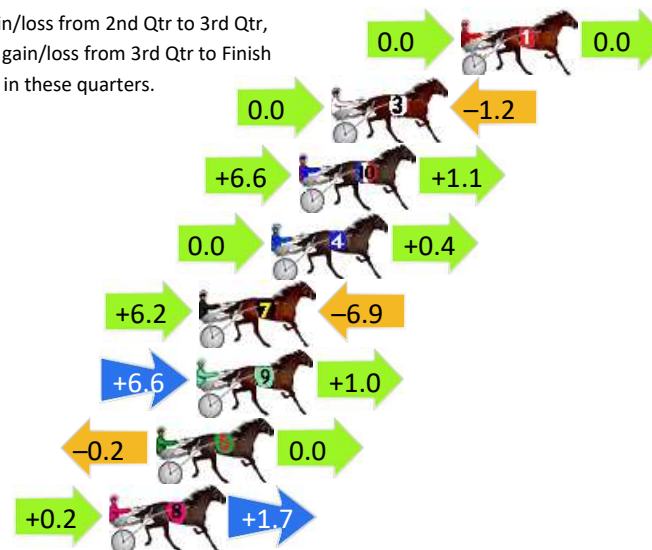 in/loss from 2nd Qtr to 3rd Qtr,
gain/loss from 3rd Qtr to Finish
in these quarters.
0.0 1 0.0
0.0 3 –1.2
+6.6 10 +1.1
0.0 4 +0.4
+6.2 7 –6.9
+6.6 9 +1.0
–0.2 0.0
+0.2 8 +1.7